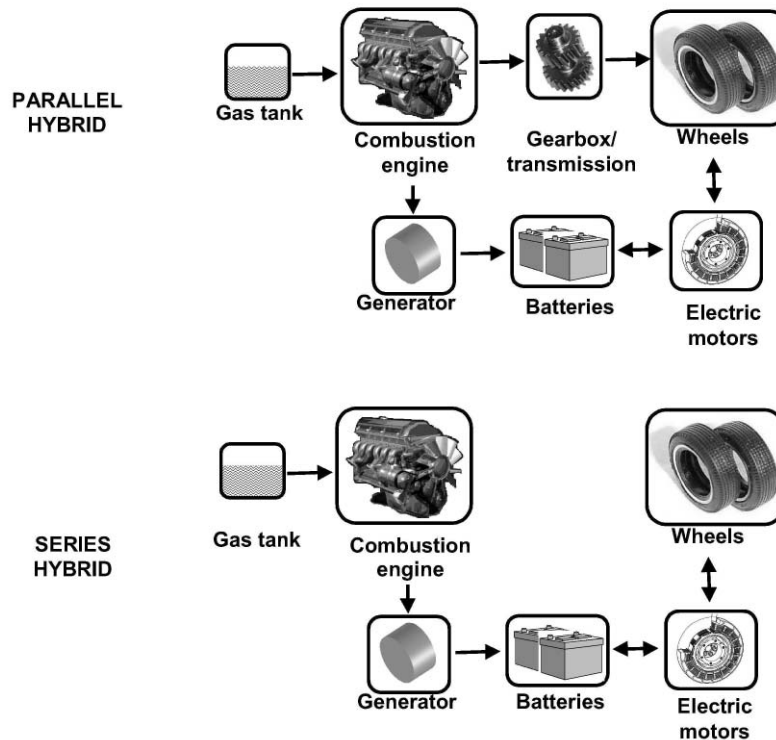 PARALLEL
HYBRID
Gas tank
Combustion
engine
Gearbox/
transmission
Wheels
Generator
Batteries
Electric
motors
SERIES
HYBRID
Gas tank
Combustion
engine
Wheels
Generator
Batteries
Electric
motors